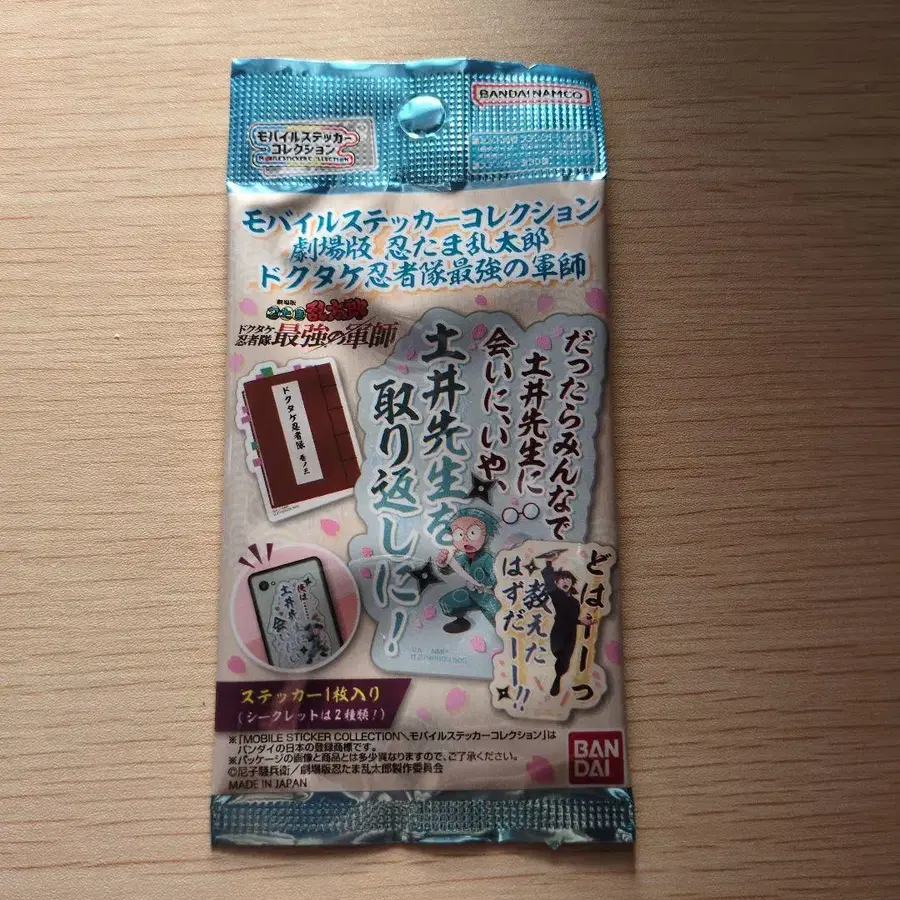 BANDAI NAMCO
モバイルステッカー
コレクション
MOBILE STICKER COLLECTION
モバイルステッカーコレクション
劇場版 忍たま乱太郎
ドクタケ忍者隊最強の軍師
劇場版
忍たま乱太郎
ドクタケ
忍者隊
最強の軍師
だったらみんなで
土井先生に
会いに、いや、
土井先生を
取り返しに!
ドクタケ忍者隊 其ノ三
土井先生に
どはーーっ
教えた
はずだーー!!
ステッカー1枚入り
(シークレットは2種類!)
※「MOBILE STICKER COLLECTION\モバイルステッカーコレクション」は
バンダイの日本の登録商標です。
※パッケージの画像と商品とは多少異なりますので、ご了承ください。
©尼子騒兵衛/劇場版忍たま乱太郎製作委員会
MADE IN JAPAN
BAN
DAI